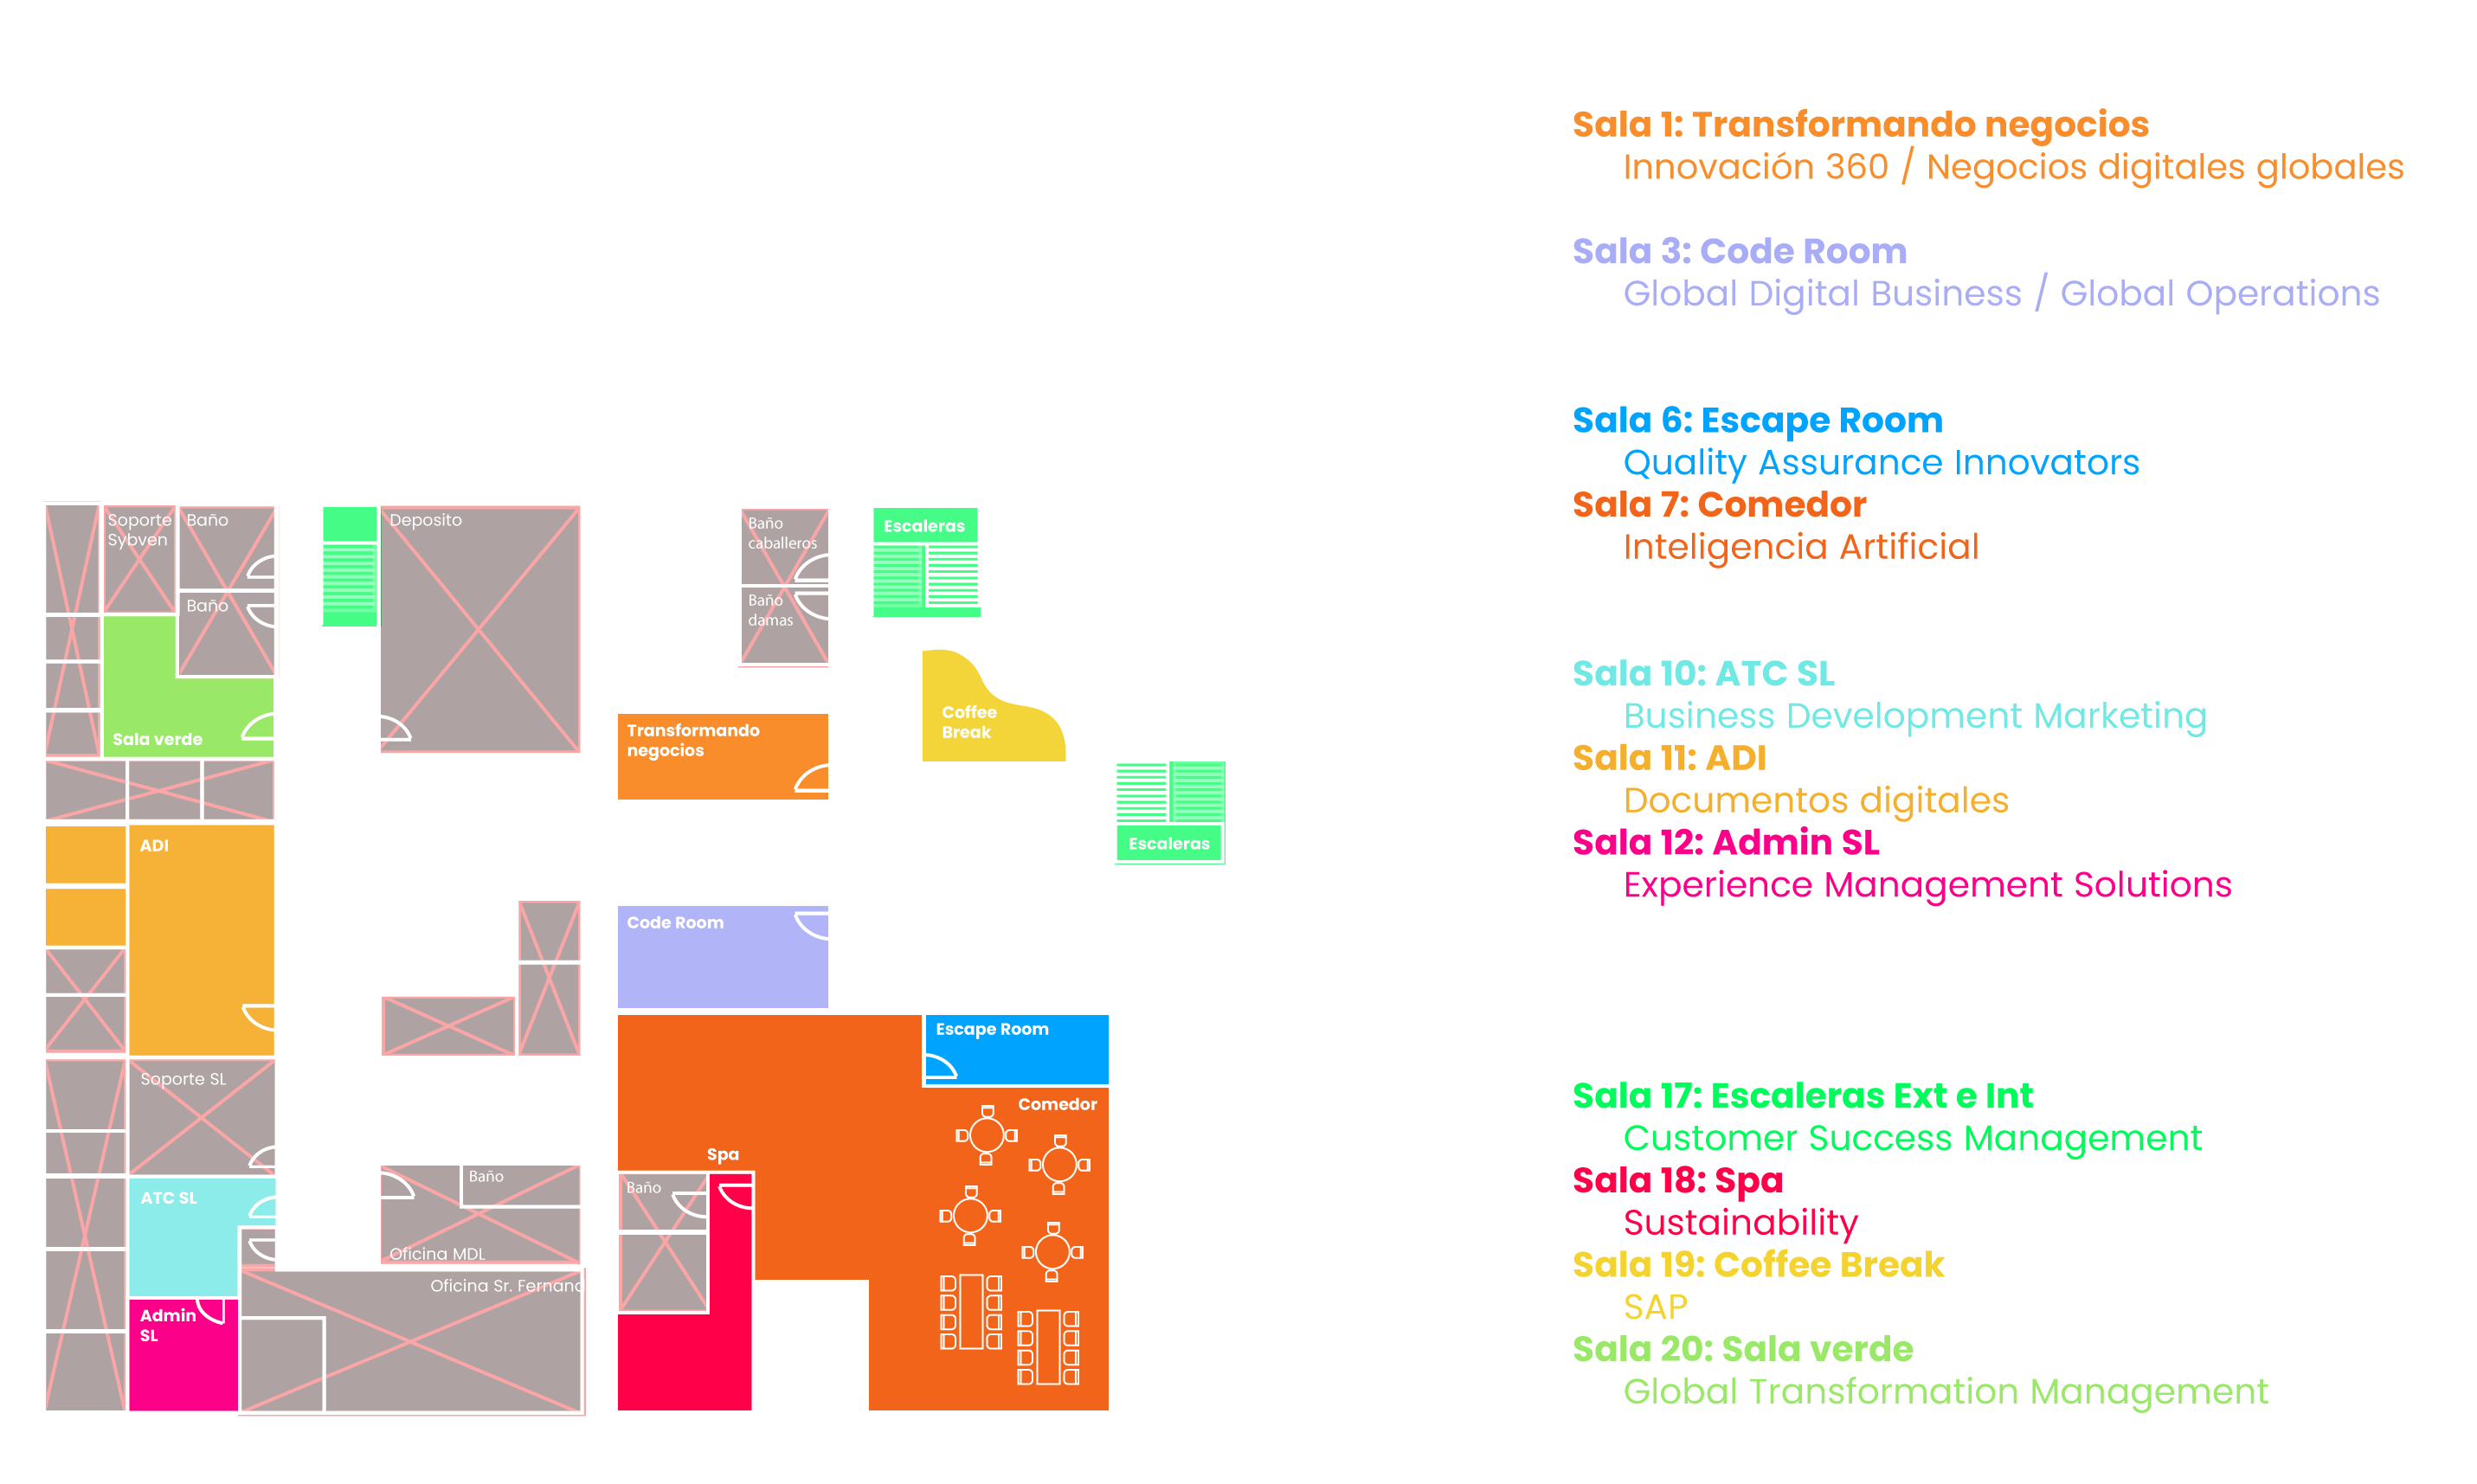 Soporte
Sybven
Baño
Baño
Sala verde
Deposito
Baño
caballeros
Baño
damas
Escaleras
Coffee
Break
Transformando
negocios
Escaleras
ADI
Code Room
Escape Room
Comedor
Soporte SL
Spa
Baño
Baño
ATC SL
Oficina MDL
Oficina Sr. Fernand
Admin
SL
Sala 1: Transformando negocios
Innovación 360 / Negocios digitales globales
Sala 3: Code Room
Global Digital Business / Global Operations
Sala 6: Escape Room
Quality Assurance Innovators
Sala 7: Comedor
Inteligencia Artificial
Sala 10: ATC SL
Business Development Marketing
Sala 11: ADI
Documentos digitales
Sala 12: Admin SL
Experience Management Solutions
Sala 17: Escaleras Ext e Int
Customer Success Management
Sala 18: Spa
Sustainability
Sala 19: Coffee Break
SAP
Sala 20: Sala verde
Global Transformation Management